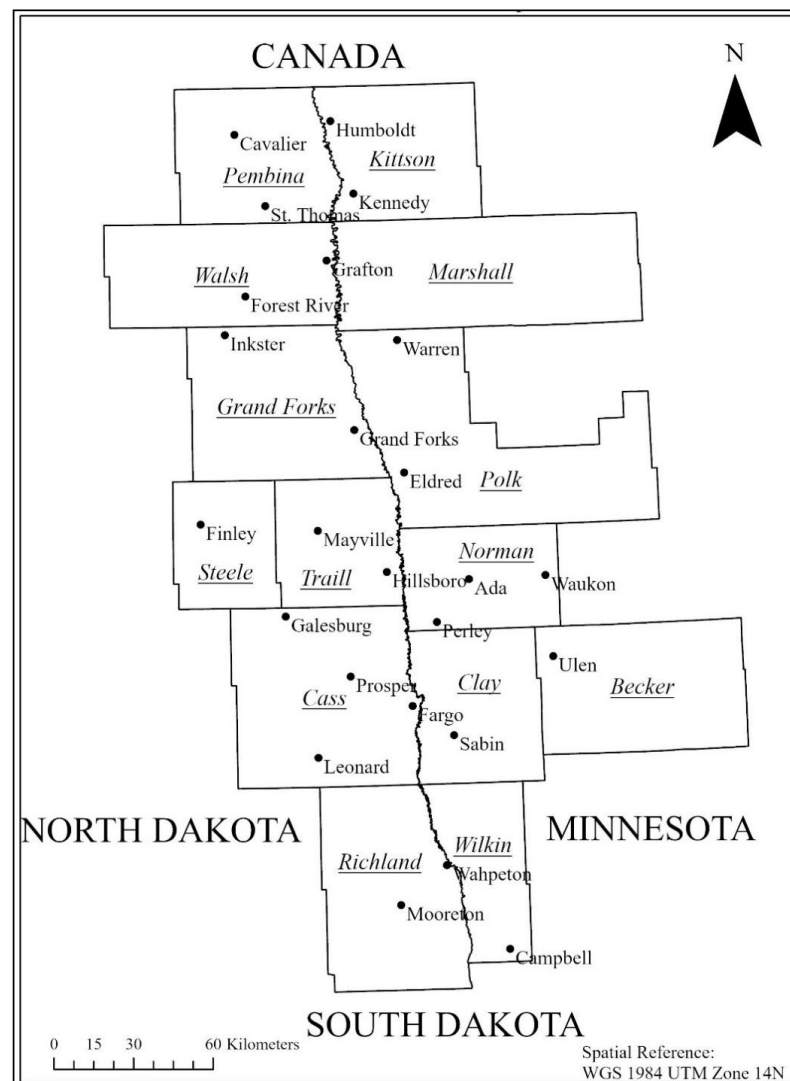 CANADA
N
Humboldt
Cavalier
Kittson
Pembina
Kennedy
St. Thomas
Grafton
Walsh
Marshall
Forest River
Inkster
Warren
Grand Forks
Grand Forks
Eldred
Polk
Finley
Mayville
Norman
Steele
Traill
Hillsboro
Ada
Waukon
Galesburg
Perley
Ulen
Prosper
Clay
Becker
Cass
Fargo
Sabin
Leonard
NORTH DAKOTA
MINNESOTA
Wilkin
Richland
Wahpeton
Mooreton
Campbell
SOUTH DAKOTA
0 15 30 60 Kilometers
Spatial Reference:
WGS 1984 UTM Zone 14N